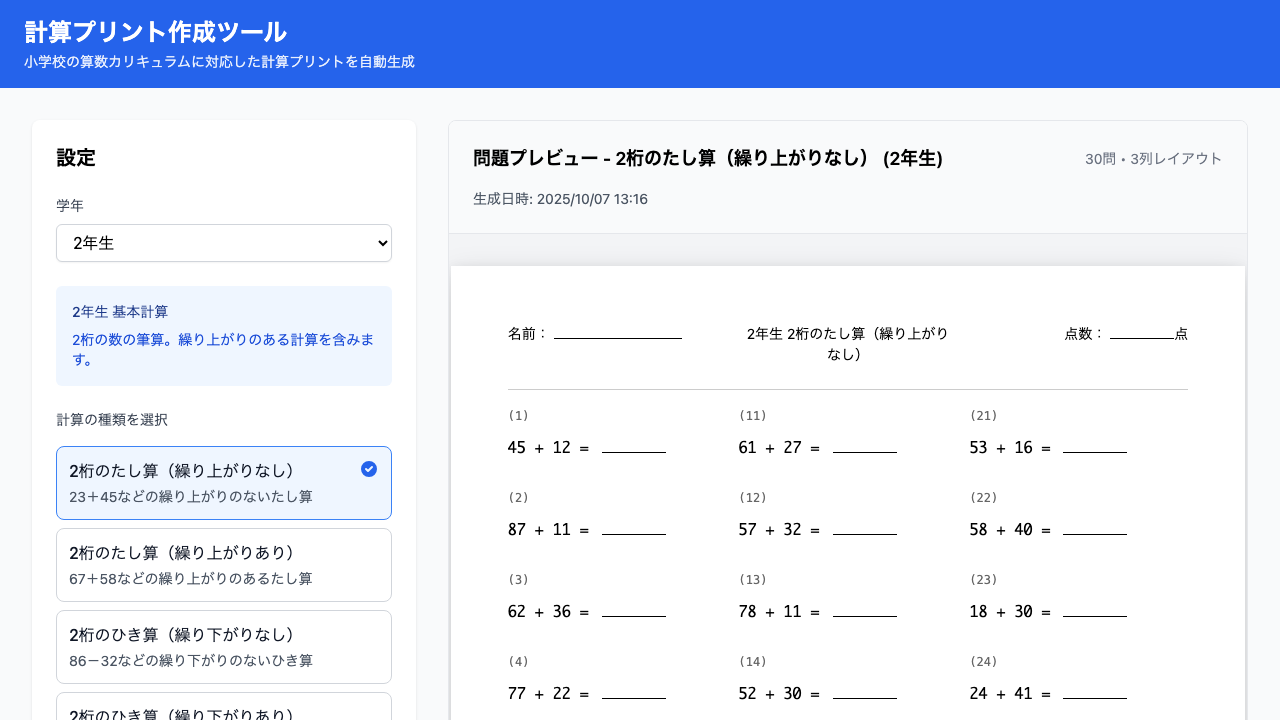 計算プリント作成ツール
小学校の算数カリキュラムに対応した計算プリントを自動生成
設定
学年
2年生
2年生 基本計算
2桁の数の筆算。繰り上がりのある計算を含みま
す。
計算の種類を選択
2桁のたし算（繰り上がりなし）
23＋45などの繰り上がりのないたし算
2桁のたし算（繰り上がりあり）
67＋58などの繰り上がりのあるたし算
2桁のひき算（繰り下がりなし）
86－32などの繰り下がりのないひき算
2桁のひき算（繰り下がりあり）
問題プレビュー - 2桁のたし算（繰り上がりなし） (2年生)
30問 • 3列レイアウト
生成日時: 2025/10/07 13:16
名前：
2年生 2桁のたし算（繰り上がり
なし）
点数： 点
(1)
45 + 12 =
(2)
87 + 11 =
(3)
62 + 36 =
(4)
77 + 22 =
(11)
61 + 27 =
(12)
57 + 32 =
(13)
78 + 11 =
(14)
52 + 30 =
(21)
53 + 16 =
(22)
58 + 40 =
(23)
18 + 30 =
(24)
24 + 41 =